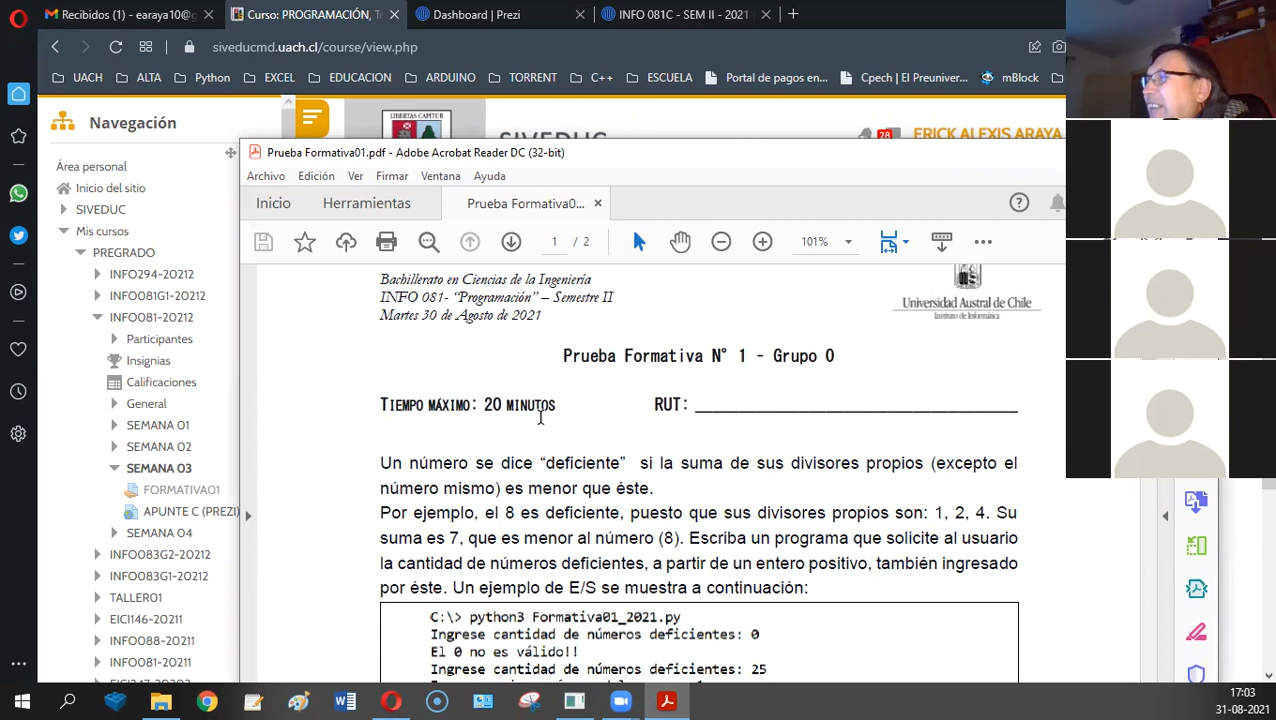 Recibidos (1) - earaya10@g
Curso: PROGRAMACIÓN, T
Dashboard | Prezi
INFO 081C - SEM II - 2021
siveducmd.uach.cl/course/view.php
UACH
ALTA
Python
EXCEL
EDUCACION
ARDUINO
TORRENT
C++
ESCUELA
Portal de pagos en...
Cpech | El Preuniver...
mBlock
Navegación
Área personal
Inicio del sitio
SIVEDUC
Mis cursos
PREGRADO
INFO294-20212
INFO081G1-20212
INFO081-20212
Participantes
Insignias
Calificaciones
General
SEMANA 01
SEMANA 02
SEMANA 03
FORMATIVA01
APUNTE C (PREZI)
SEMANA 04
INFO083G2-20212
INFO083G1-20212
TALLER01
EICI146-20211
INFO088-20211
INFO081-20211
LIBERTAS CAPITUR
SIVEDUC
28
ERICK ALEXIS ARAYA
Prueba Formativa01.pdf - Adobe Acrobat Reader DC (32-bit)
Archivo Edición Ver Firmar Ventana Ayuda
Inicio
Herramientas
Prueba Formativa0...
1 / 2
101%
Bachillerato en Ciencias de la Ingeniería
INFO 081- “Programación” – Semestre II
Martes 30 de Agosto de 2021
Universidad Austral de Chile
Instituto de Informática
Prueba Formativa N° 1 - Grupo 0
TIEMPO MÁXIMO: 20 MINUTOS
RUT:
Un número se dice “deficiente” si la suma de sus divisores propios (excepto el
número mismo) es menor que éste.
Por ejemplo, el 8 es deficiente, puesto que sus divisores propios son: 1, 2, 4. Su
suma es 7, que es menor al número (8). Escriba un programa que solicite al usuario
la cantidad de números deficientes, a partir de un entero positivo, también ingresado
por éste. Un ejemplo de E/S se muestra a continuación:
C:\> python3 Formativa01_2021.py
Ingrese cantidad de números deficientes: 0
El 0 no es válido!!
Ingrese cantidad de números deficientes: 25
17:03
31-08-2021